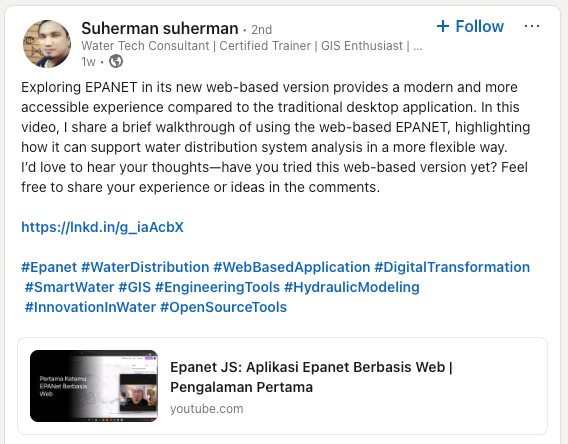 Suherman suherman • 2nd
+ Follow
Water Tech Consultant | Certified Trainer | GIS Enthusiast | ...
1w •
Exploring EPANET in its new web-based version provides a modern and more
accessible experience compared to the traditional desktop application. In this
video, I share a brief walkthrough of using the web-based EPANET, highlighting
how it can support water distribution system analysis in a more flexible way.
I'd love to hear your thoughts—have you tried this web-based version yet? Feel
free to share your experience or ideas in the comments.
https://lnkd.in/g_iaAcbX
#Epanet #WaterDistribution #WebBasedApplication #DigitalTransformation
#SmartWater #GIS #EngineeringTools #HydraulicModeling
#InnovationInWater #OpenSourceTools
Pertama Ketemu
EPANet Berbasis
Web
Epanet JS: Aplikasi Epanet Berbasis Web |
Pengalaman Pertama
youtube.com